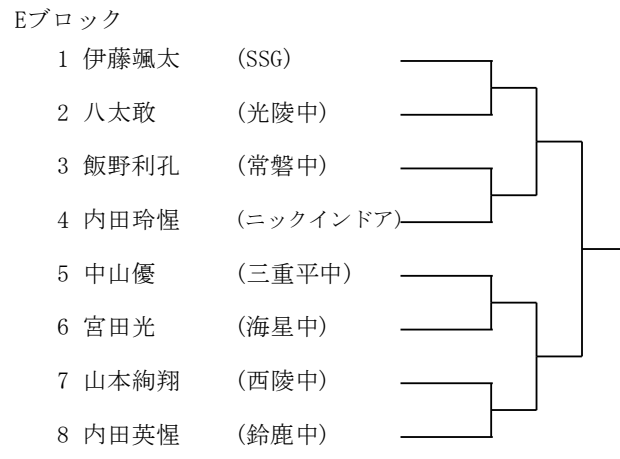 Eブロック
1 伊藤颯太 (SSG)
2 八太敢 (光陵中)
3 飯野利孔 (常磐中)
4 内田玲惺 (ニックインドア)
5 中山優 (三重平中)
6 宮田光 (海星中)
7 山本絢翔 (西陵中)
8 内田英惺 (鈴鹿中)